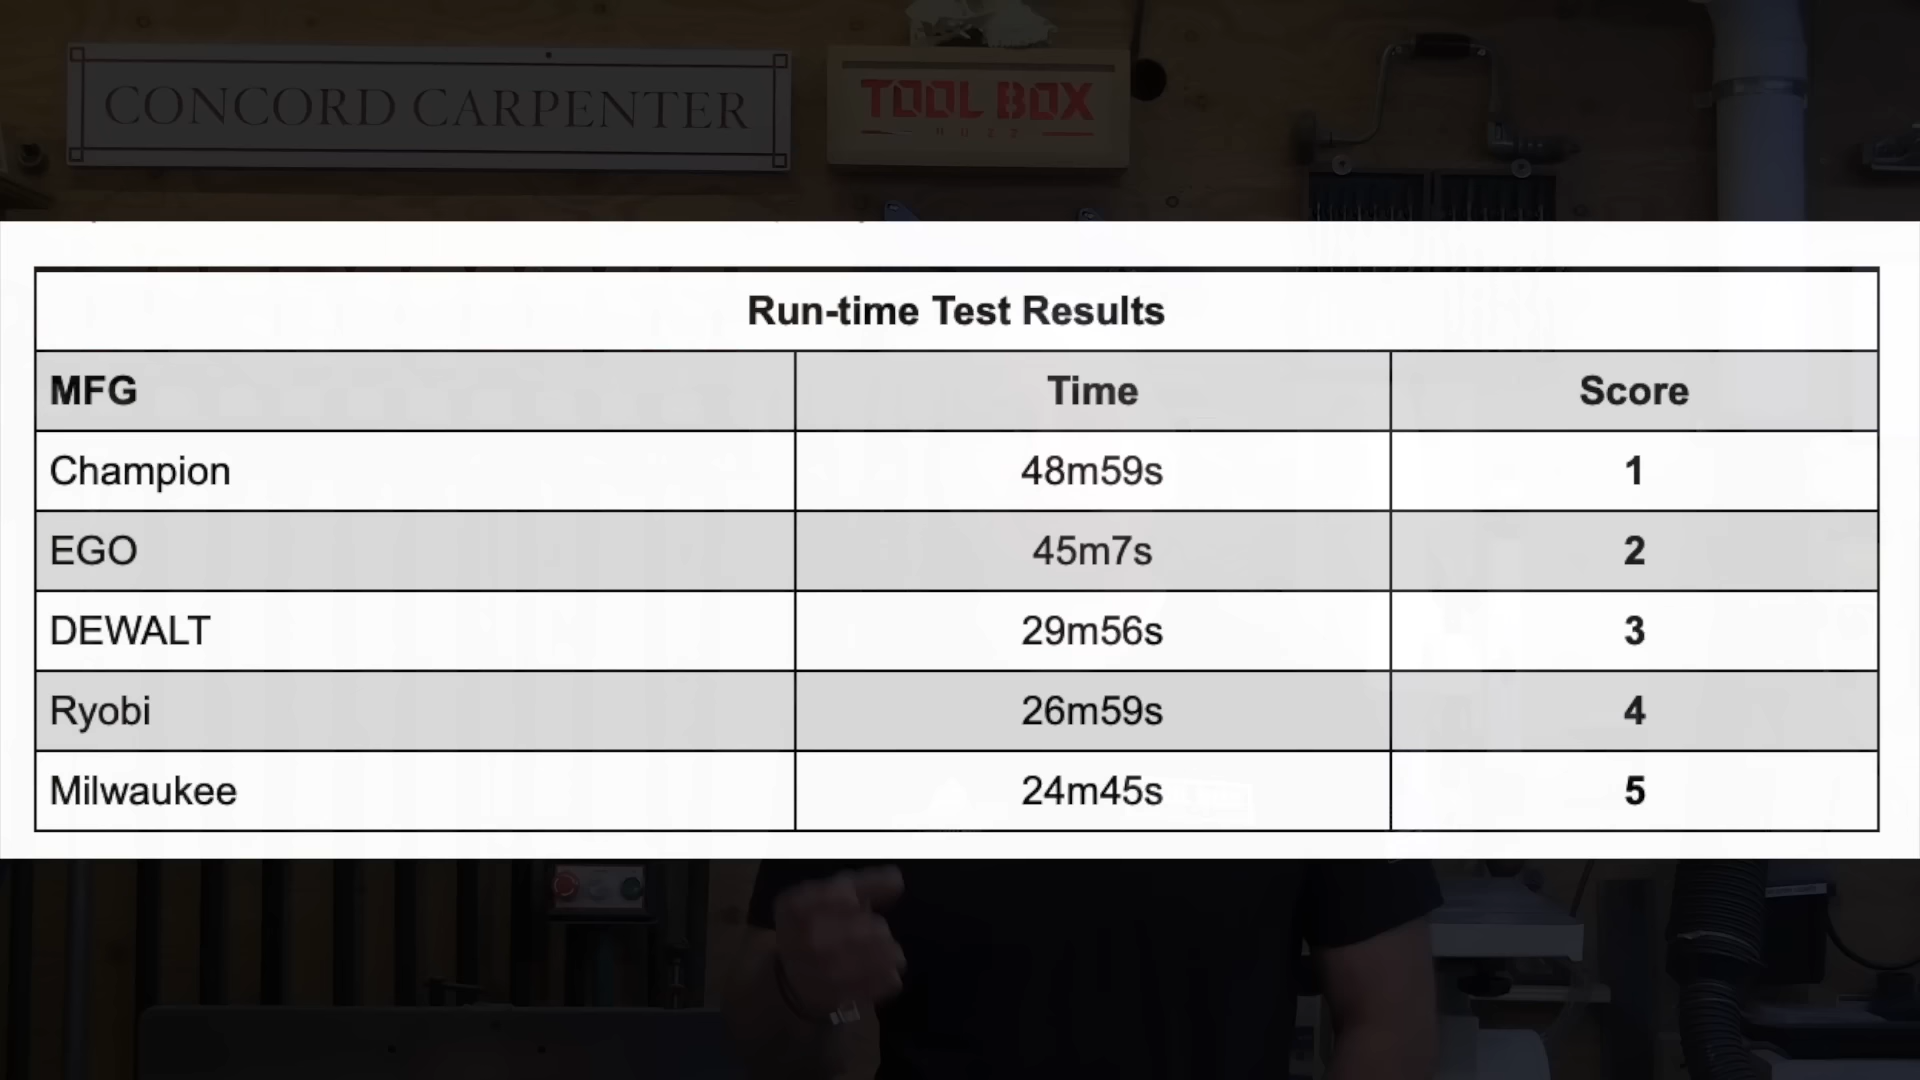 CONCORD CARPENTER
TOOL BOX
BUZZ
Run-time Test Results
MFG Time Score
Champion 48m59s 1
EGO 45m7s 2
DEWALT 29m56s 3
Ryobi 26m59s 4
Milwaukee 24m45s 5